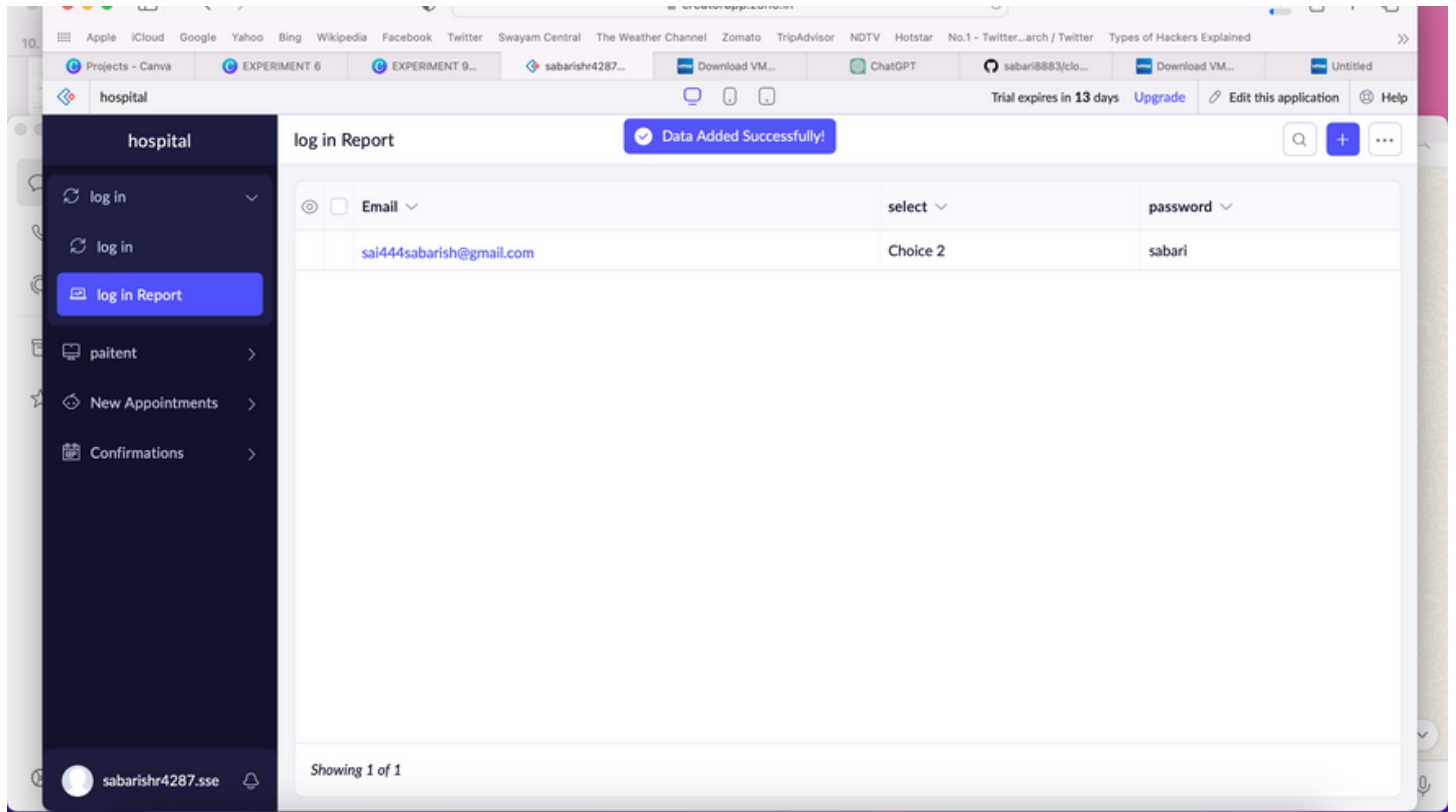 10.
Apple iCloud Google Yahoo Bing Wikipedia Facebook Twitter Swayam Central The Weather Channel Zomato TripAdvisor NDTV Hotstar No.1 - Twitter...arch / Twitter Types of Hackers Explained
Projects - Canva EXPERIMENT 6 EXPERIMENT 9... sabarishr4287... Download VM... ChatGPT sabari8883/clo... Download VM... Untitled
hospital Trial expires in 13 days Upgrade Edit this application Help
hospital log in Report Data Added Successfully!
log in Email select password
log in sai444sabarish@gmail.com Choice 2 sabari
log in Report
paitent
New Appointments
Confirmations
sabarishr4287.sse Showing 1 of 1